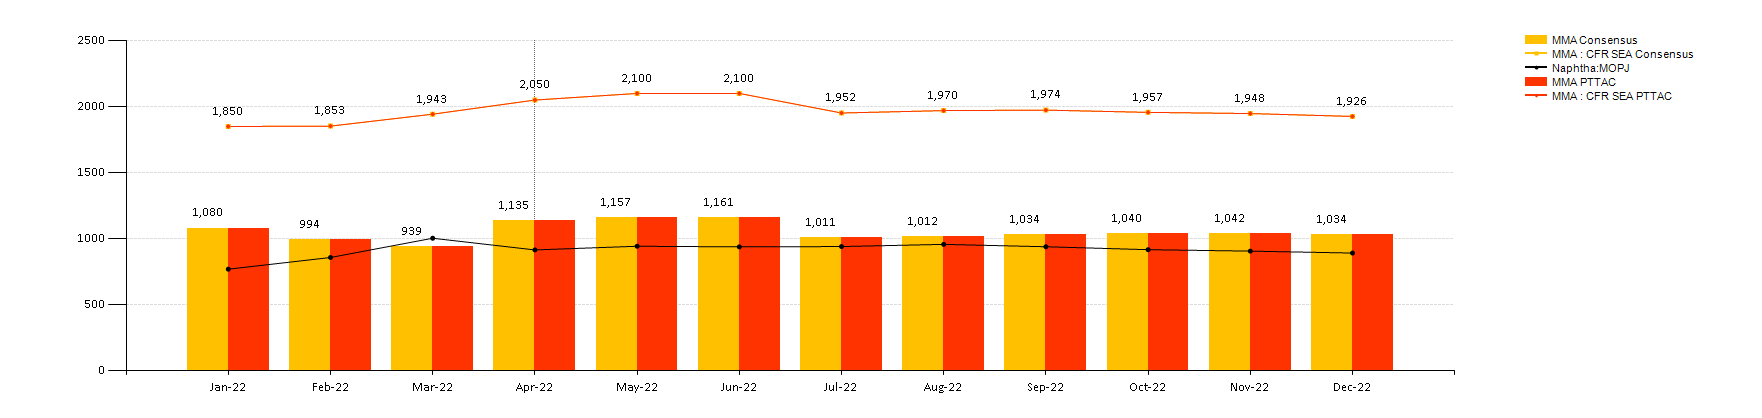 2500
2000
1500
1000
500
0
1,850
1,853
1,943
2,050
2,100
2,100
1,952
1,970
1,974
1,957
1,948
1,926
1,080
994
939
1,135
1,157
1,161
1,011
1,012
1,034
1,040
1,042
1,034
Jan-22
Feb-22
Mar-22
Apr-22
May-22
Jun-22
Jul-22
Aug-22
Sep-22
Oct-22
Nov-22
Dec-22
MMA Consensus
MMA : CFR SEA Consensus
Naphtha:MOPJ
MMA PTTAC
MMA : CFR SEA PTTAC